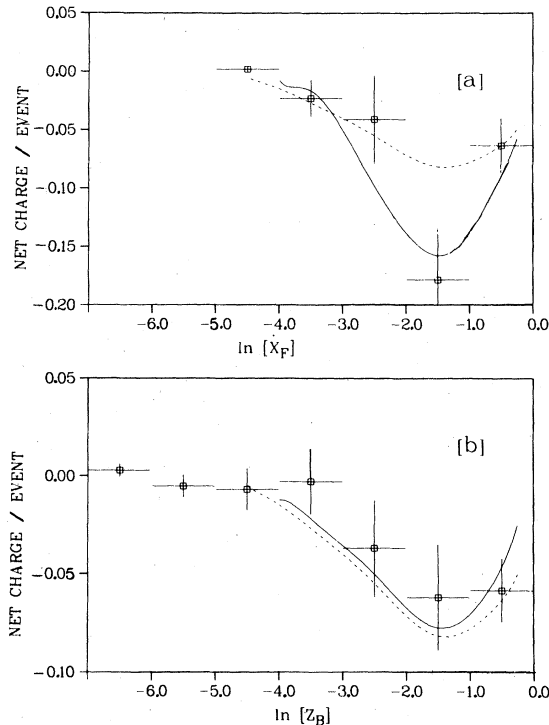 0.05
0.00
-0.05
-0.10
-0.15
-0.20
NET CHARGE / EVENT
[a]
-6.0 -5.0 -4.0 -3.0 -2.0 -1.0 0.0
ln [X_F]
0.05
0.00
-0.05
-0.10
NET CHARGE / EVENT
[b]
-6.0 -5.0 -4.0 -3.0 -2.0 -1.0 0.0
ln [Z_B]